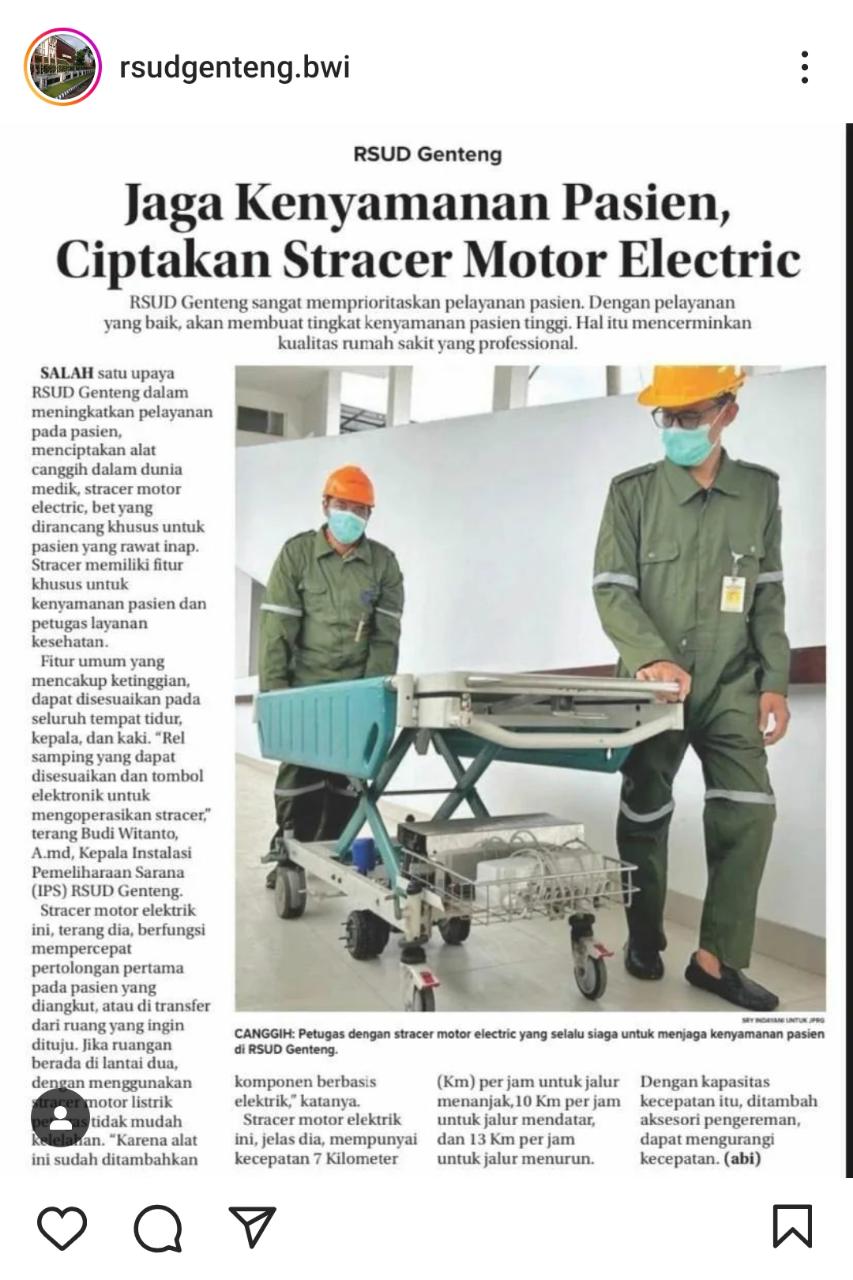 rsudgenteng.bwi
RSUD Genteng
Jaga Kenyamanan Pasien,
Ciptakan Stracer Motor Electric
RSUD Genteng sangat memprioritaskan pelayanan pasien. Dengan pelayanan
yang baik, akan membuat tingkat kenyamanan pasien tinggi. Hal itu mencerminkan
kualitas rumah sakit yang professional.
SALAH satu upaya
RSUD Genteng dalam
meningkatkan pelayanan
pada pasien,
menciptakan alat
canggih dalam dunia
medik, stracer motor
electric, bet yang
dirancang khusus untuk
pasien yang rawat inap.
Stracer memiliki fitur
khusus untuk
kenyamanan pasien dan
petugas layanan
kesehatan.
Fitur umum yang
mencakup ketinggian,
dapat disesuaikan pada
seluruh tempat tidur,
kepala, dan kaki. “Rel
samping yang dapat
disesuaikan dan tombol
elektronik untuk
mengoperasikan stracer,”
terang Budi Witanto,
A.md, Kepala Instalasi
Pemeliharaan Sarana
(IPS) RSUD Genteng.
Stracer motor elektrik
ini, terang dia, berfungsi
mempercepat
pertolongan pertama
pada pasien yang
diangkut, atau di transfer
dari ruang yang ingin
dituju. Jika ruangan
berada di lantai dua,
dengan menggunakan
stracer motor listrik
petugas tidak mudah
kelelahan. “Karena alat
ini sudah ditambahkan
SRY INDAYANI UNTUK JPRG
CANGGIH: Petugas dengan stracer motor electric yang selalu siaga untuk menjaga kenyamanan pasien
di RSUD Genteng.
komponen berbasis
elektrik,” katanya.
Stracer motor elektrik
ini, jelas dia, mempunyai
kecepatan 7 Kilometer
(Km) per jam untuk jalur
menanjak,10 Km per jam
untuk jalur mendatar,
dan 13 Km per jam
untuk jalur menurun.
Dengan kapasitas
kecepatan itu, ditambah
aksesori pengereman,
dapat mengurangi
kecepatan. (abi)